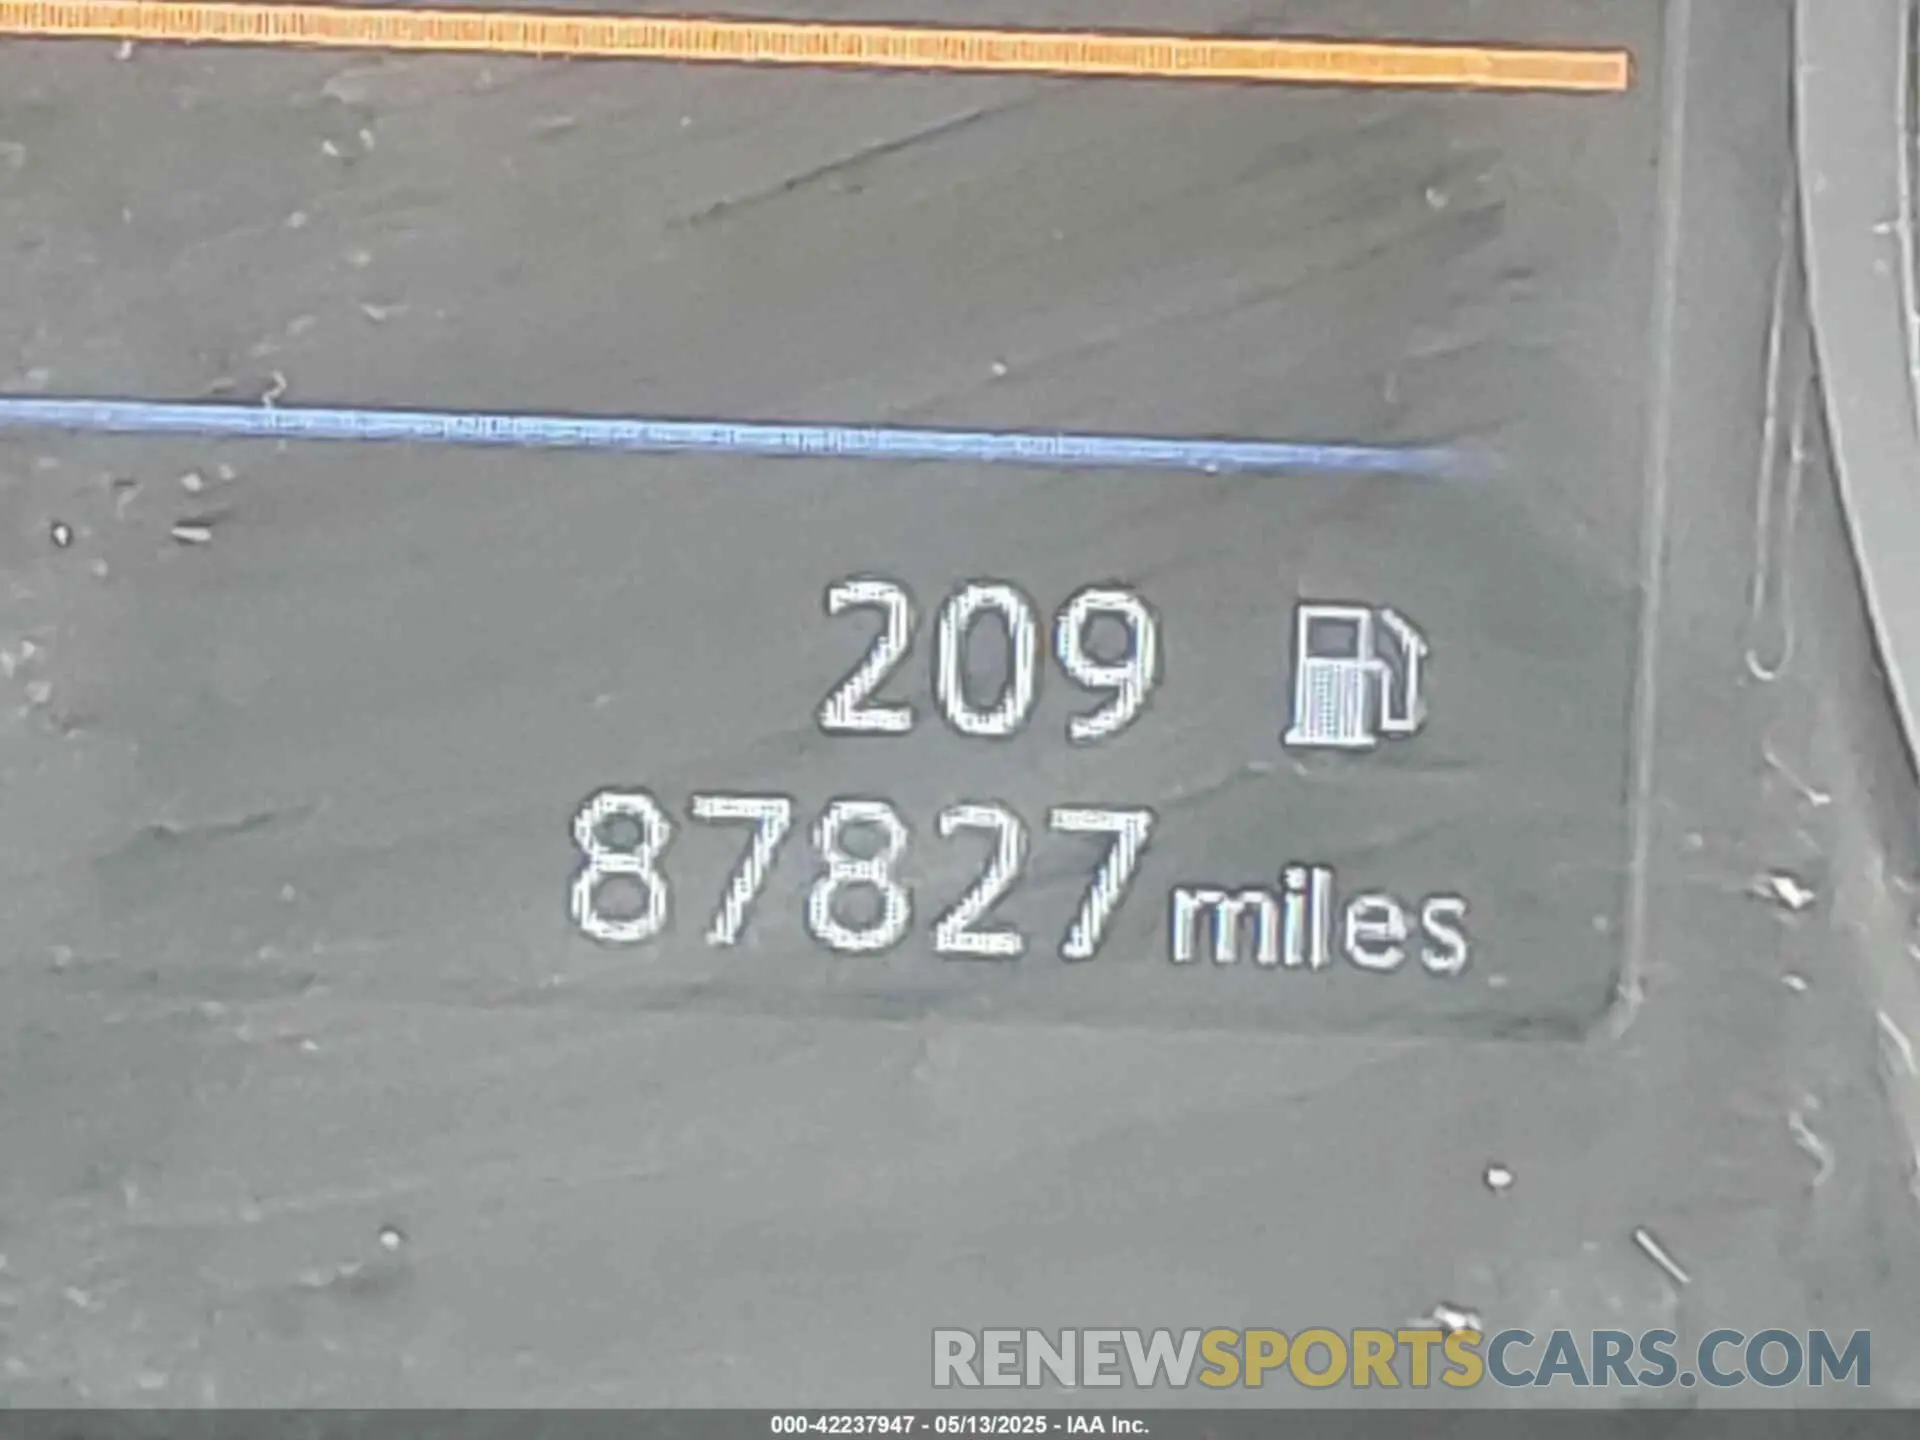 209
87827 miles
RENEWSPORTSCARS.COM
000-42237947 - 05/13/2025 - IAA Inc.